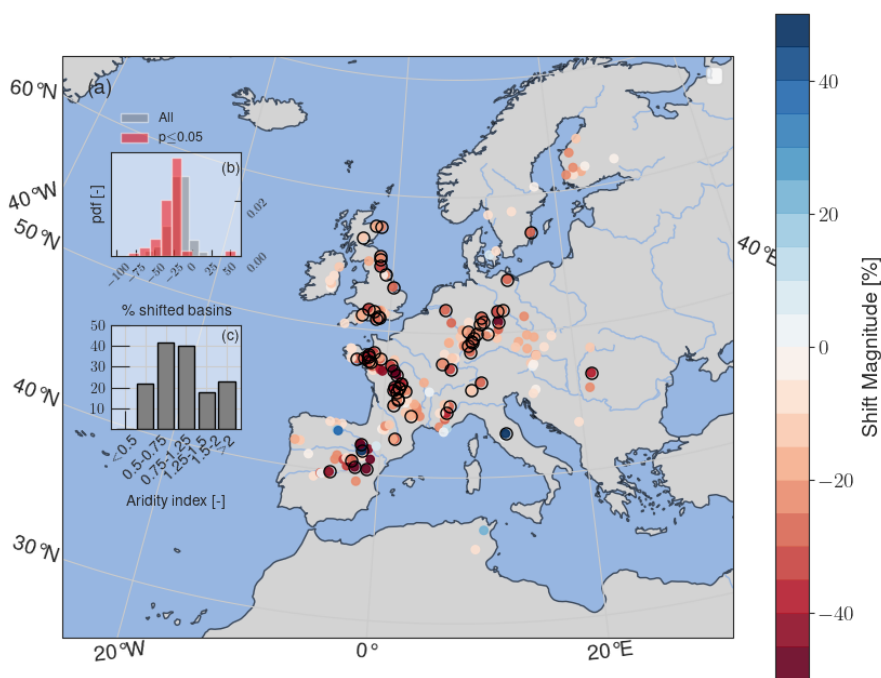 60°N
(a)
All
p≤0.05
(b)
pdf [-]
0.02
0.00
−100
−75
−50
−25
0
25
50
40°W
50°N
40°E
% shifted basins
(c)
50
40
30
20
10
<0.5
0.5-0.75
0.75-1.25
1.25-1.5
1.5-2
>2
Aridity index [-]
40°N
30°N
20°W
0°
20°E
40
20
0
−20
−40
Shift Magnitude [%]